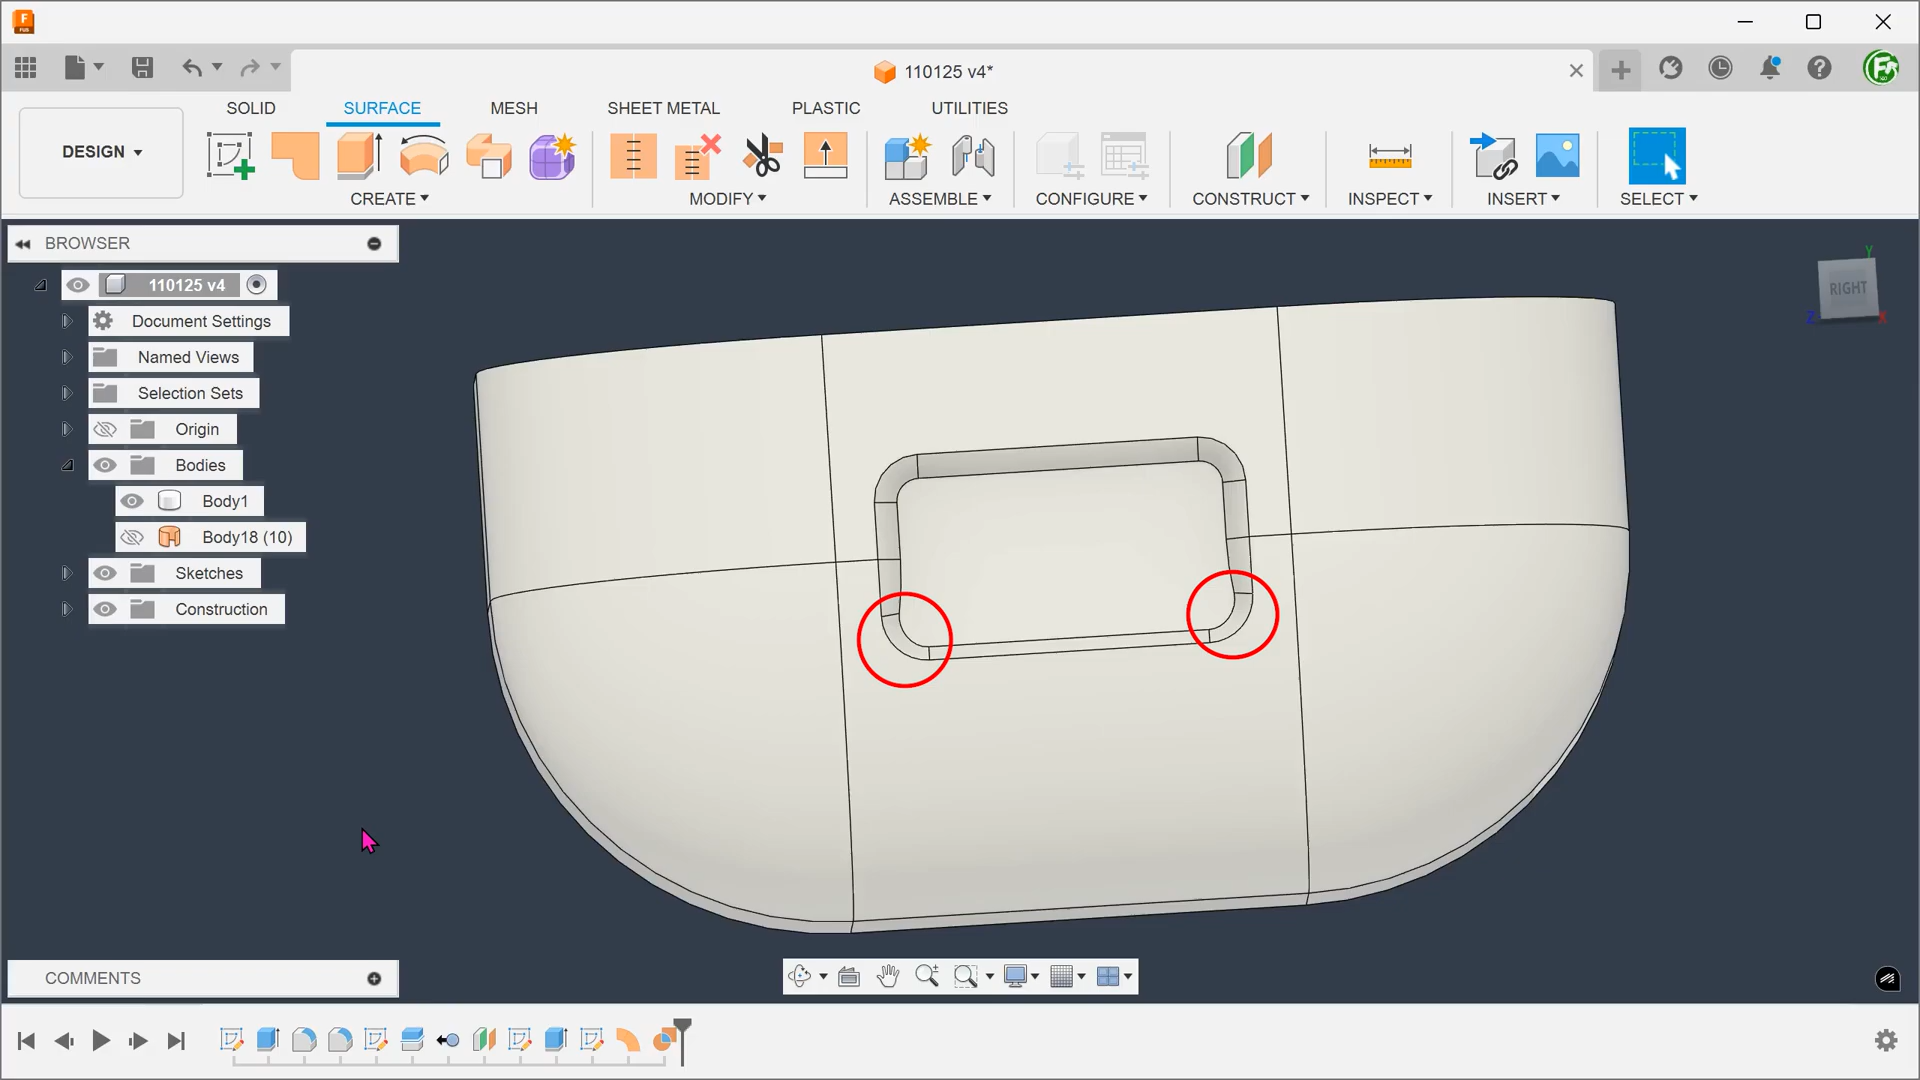 110125 v4*
SOLID
SURFACE
MESH
SHEET METAL
PLASTIC
UTILITIES
DESIGN
CREATE
MODIFY
ASSEMBLE
CONFIGURE
CONSTRUCT
INSPECT
INSERT
SELECT
BROWSER
110125 v4
Document Settings
Named Views
Selection Sets
Origin
Bodies
Body1
Body18 (10)
Sketches
Construction
Y
RIGHT
Z
X
COMMENTS